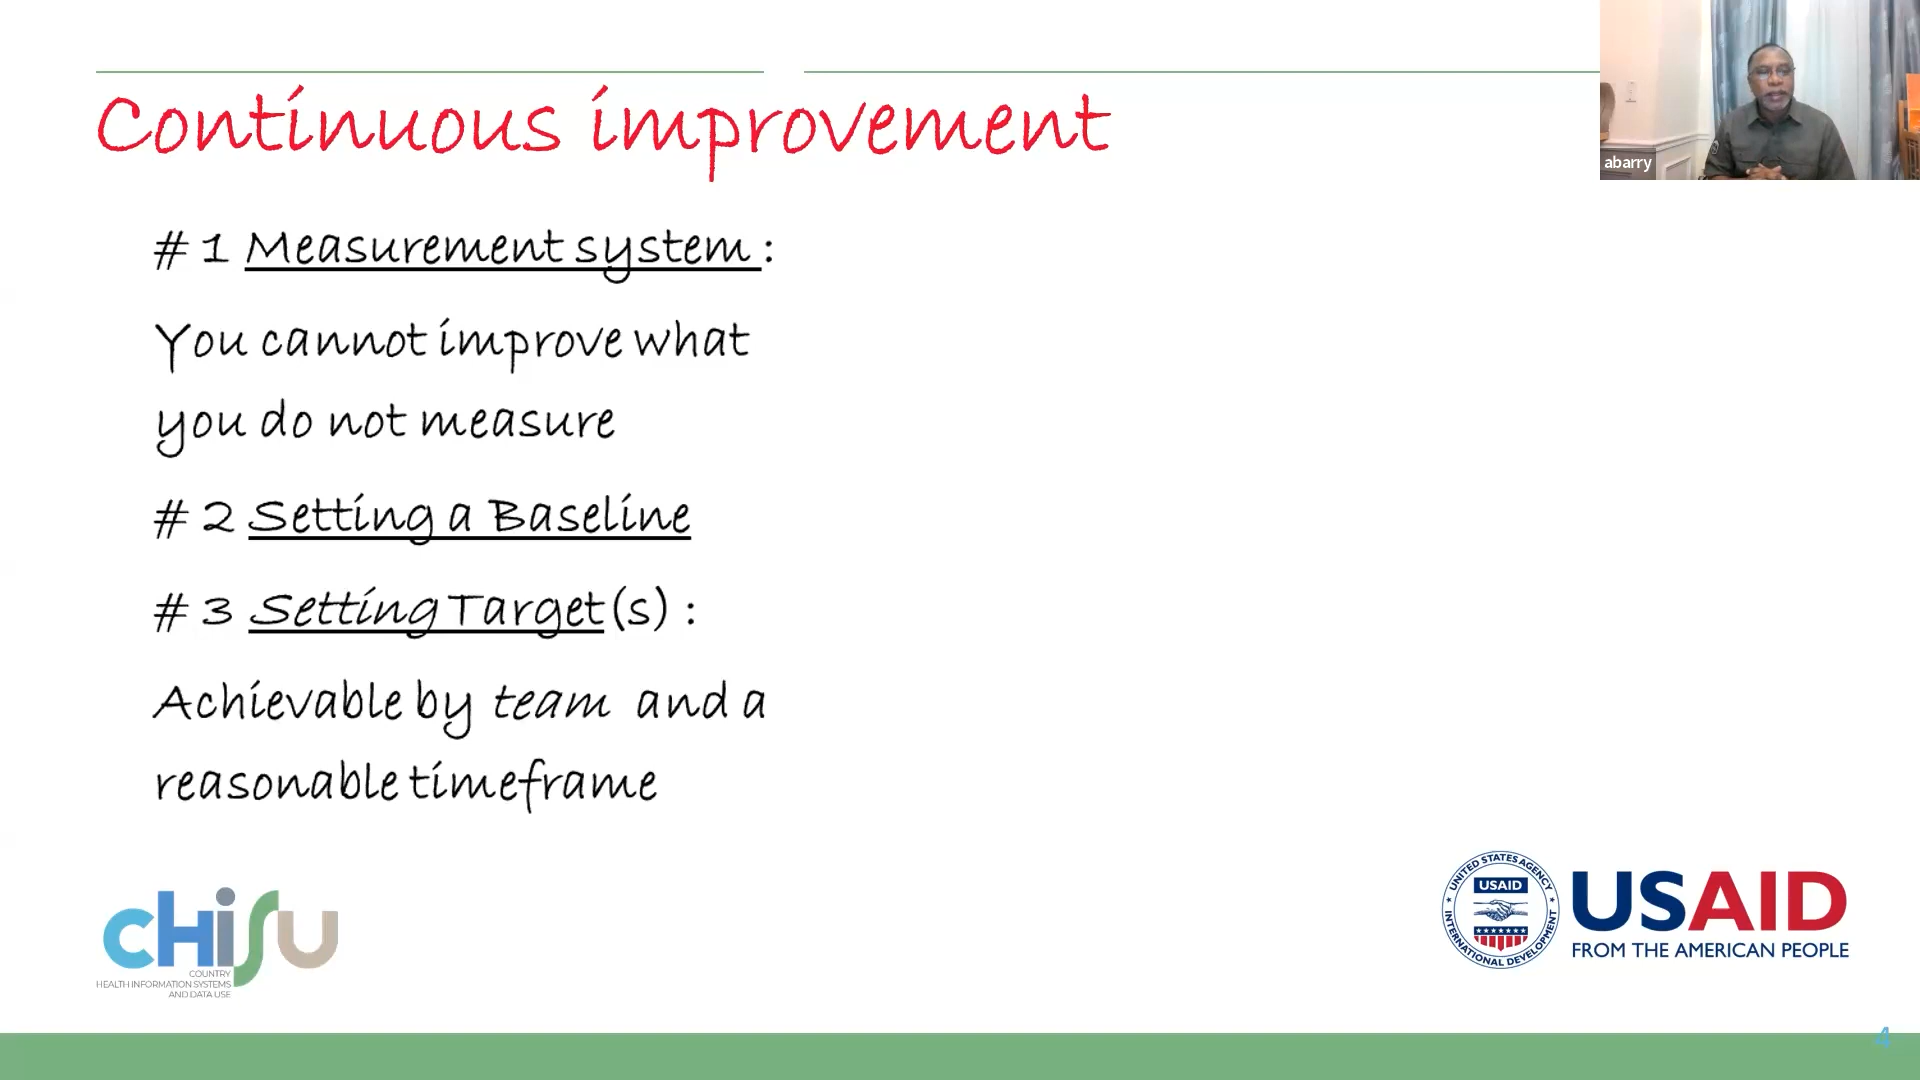 Continuous improvement
abarry
# 1 Measurement system :
You cannot improve what
you do not measure
# 2 Setting a Baseline
# 3 Setting Target(s) :
Achievable by team and a
reasonable timeframe
CHISU
COUNTRY
HEALTH INFORMATION SYSTEMS
AND DATA USE
UNITED STATES AGENCY
USAID
INTERNATIONAL DEVELOPMENT
USAID
FROM THE AMERICAN PEOPLE
4